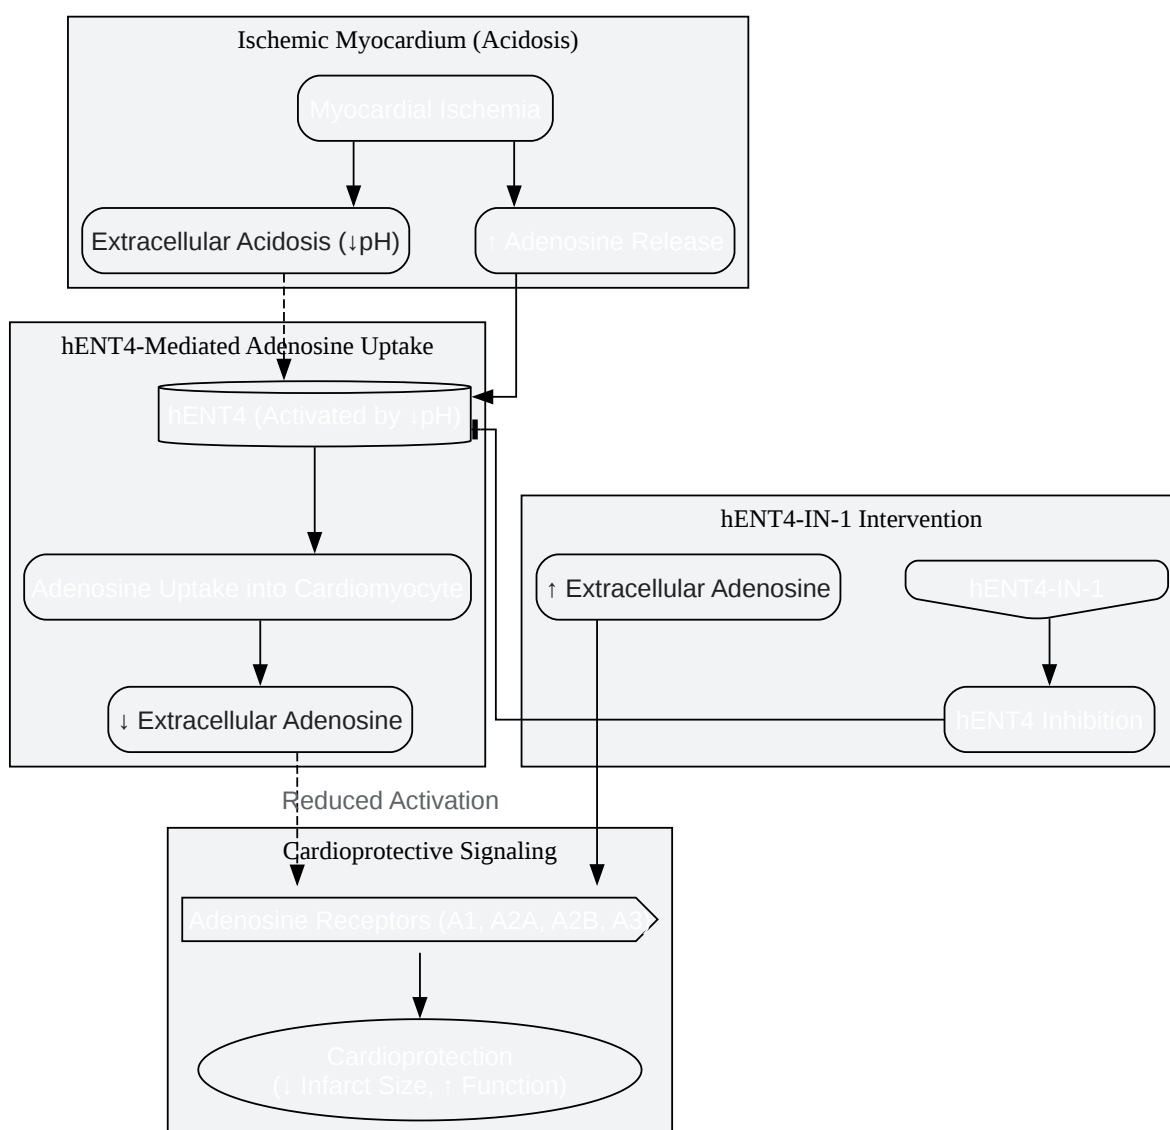 Ischemic Myocardium (Acidosis)
Myocardial Ischemia
Extracellular Acidosis (↓pH)
↑ Adenosine Release
hENT4-Mediated Adenosine Uptake
hENT4 (Activated by ↓pH)
hENT4-IN-1 Intervention
Adenosine Uptake into Cardiomyocyte
↑ Extracellular Adenosine
hENT4-IN-1
↓ Extracellular Adenosine
hENT4 Inhibition
Reduced Activation
Cardioprotective Signaling
Adenosine Receptors (A1, A2A, A2B, A3)
Cardioprotection
(↓ Infarct Size, ↑ Function)